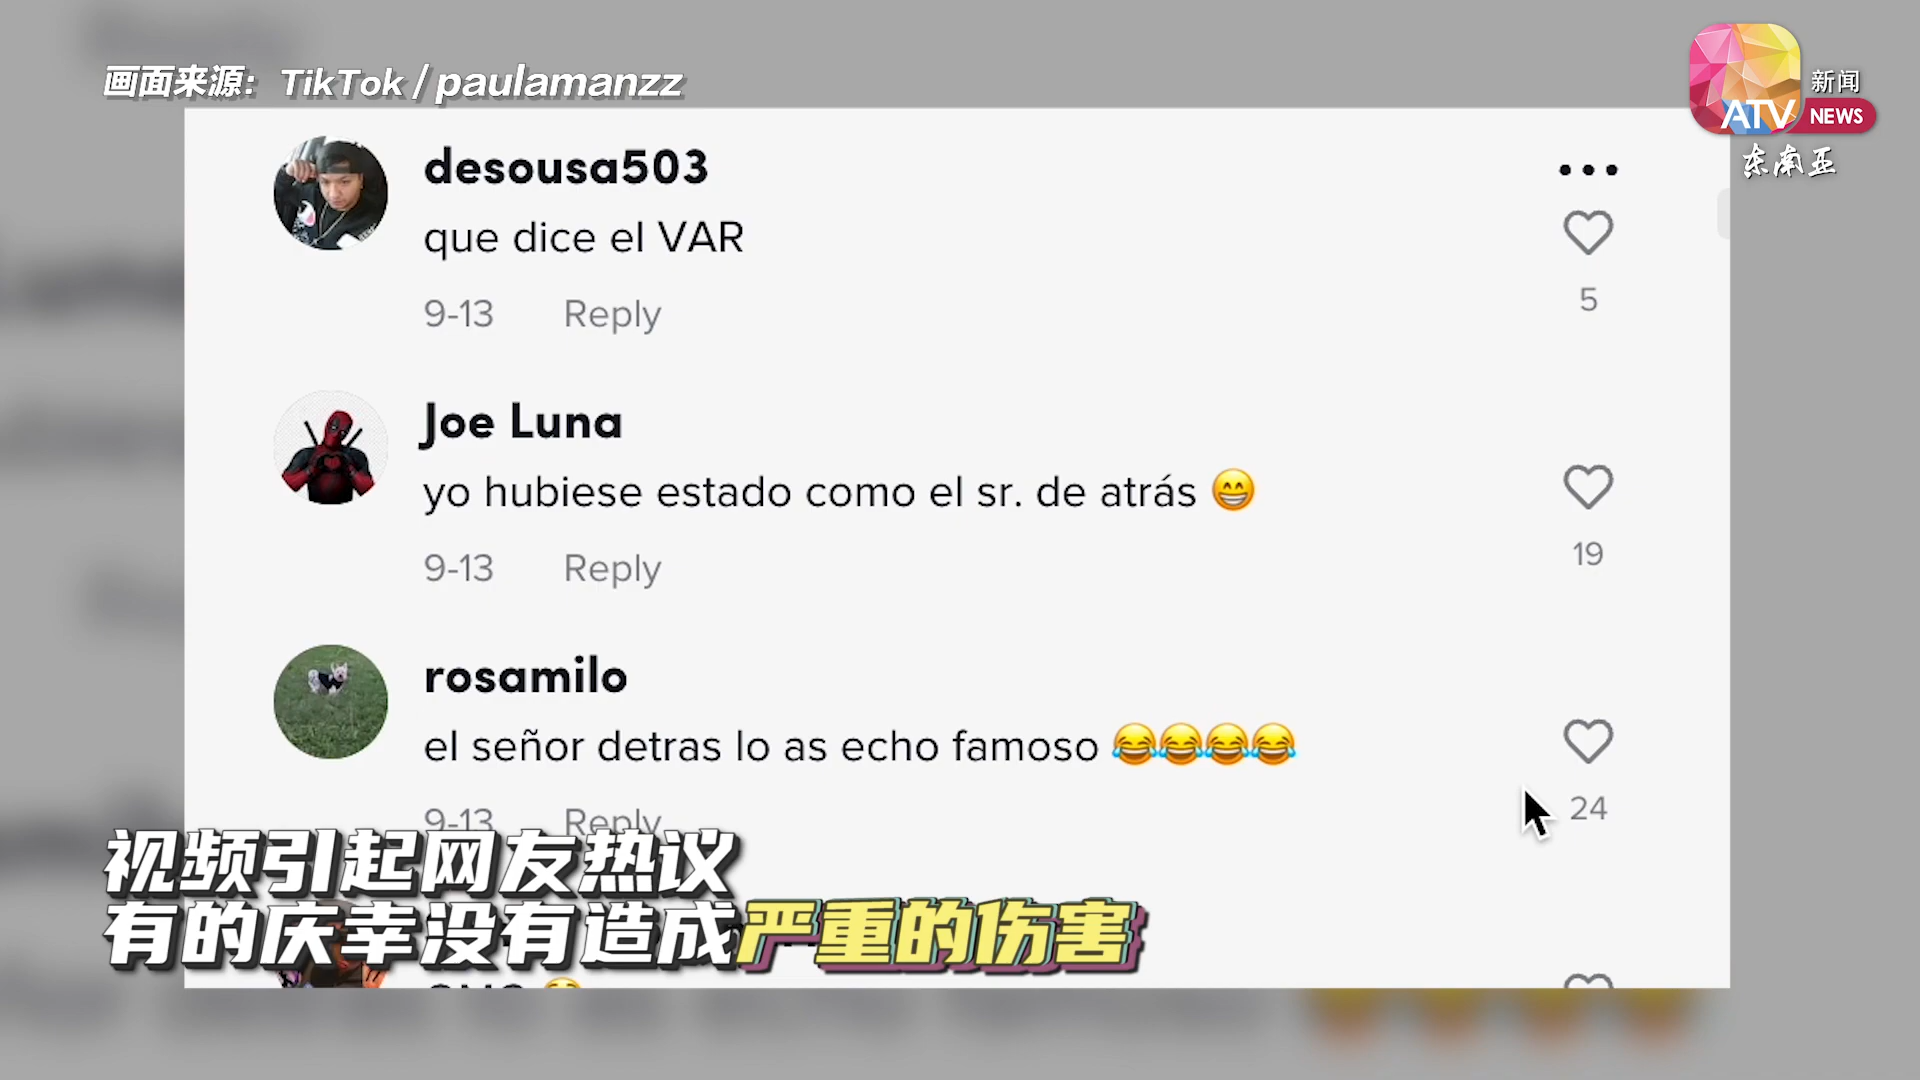 画面来源：TikTok / paulamanzz
新闻
ATV NEWS
东南亚
desousa503
que dice el VAR
9-13 Reply
5
Joe Luna
yo hubiese estado como el sr. de atrás 😁
9-13 Reply
19
rosamilo
el señor detras lo as echo famoso 😂😂😂😂
9-13 Reply
24
视频引起网友热议
有的庆幸没有造成严重的伤害